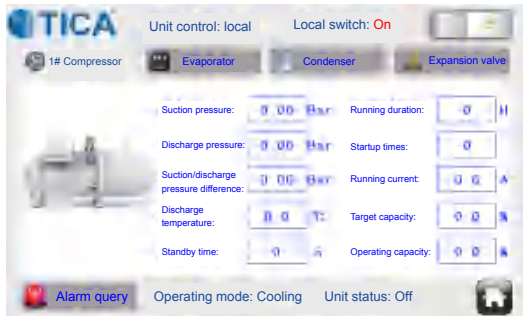 TICA
Unit control: local
Local switch: On
1# Compressor
Evaporator
Condenser
Expansion valve
Suction pressure: 0.00 Bar
Running duration: 0 H
Discharge pressure: 0.00 Bar
Startup times: 0
Suction/discharge
pressure difference: 0.00 Bar
Running current: 0.0 A
Discharge
temperature: 0.0 ℃
Target capacity: 0.0 %
Standby time: 0 s
Operating capacity: 0.0 %
Alarm query
Operating mode: Cooling
Unit status: Off